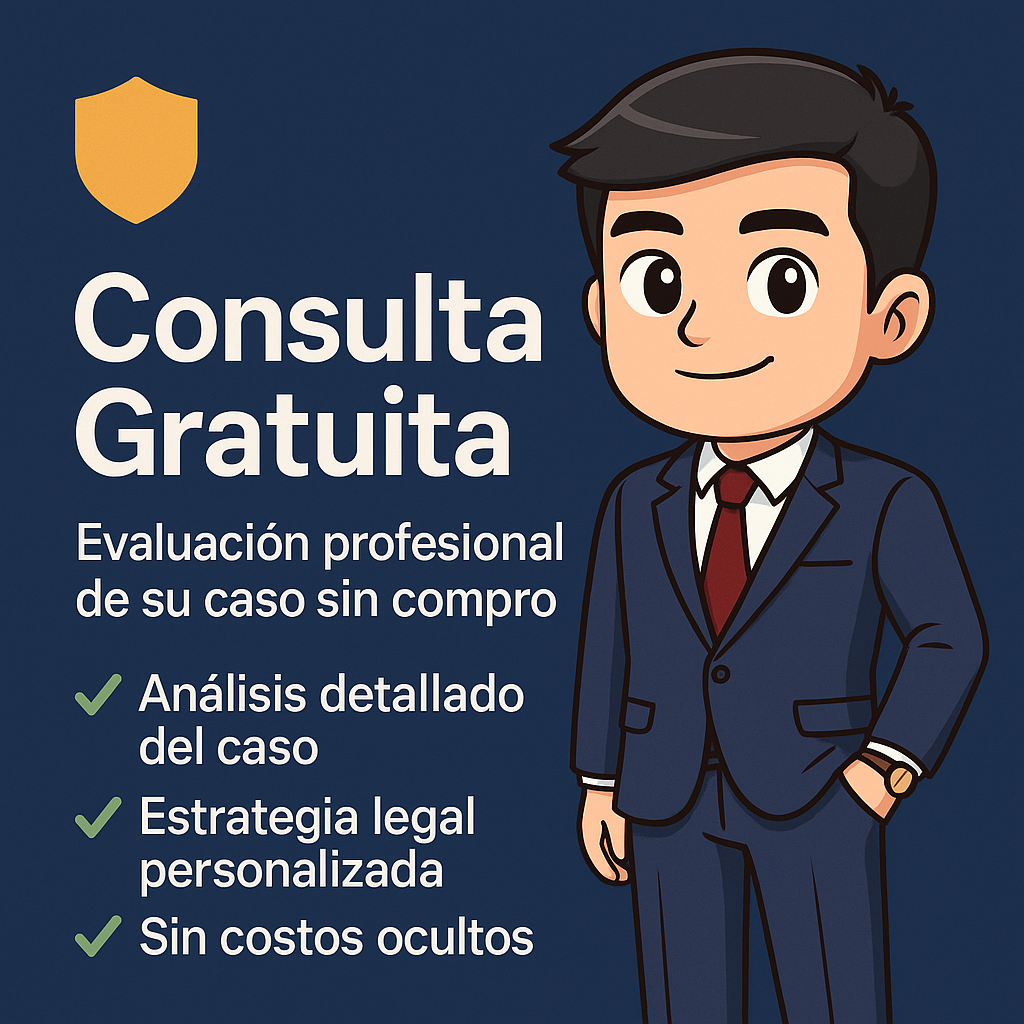 Consulta
Gratuita
Evaluación profesional
de su caso sin compro
Análisis detallado
del caso
Estrategia legal
personalizada
Sin costos ocultos